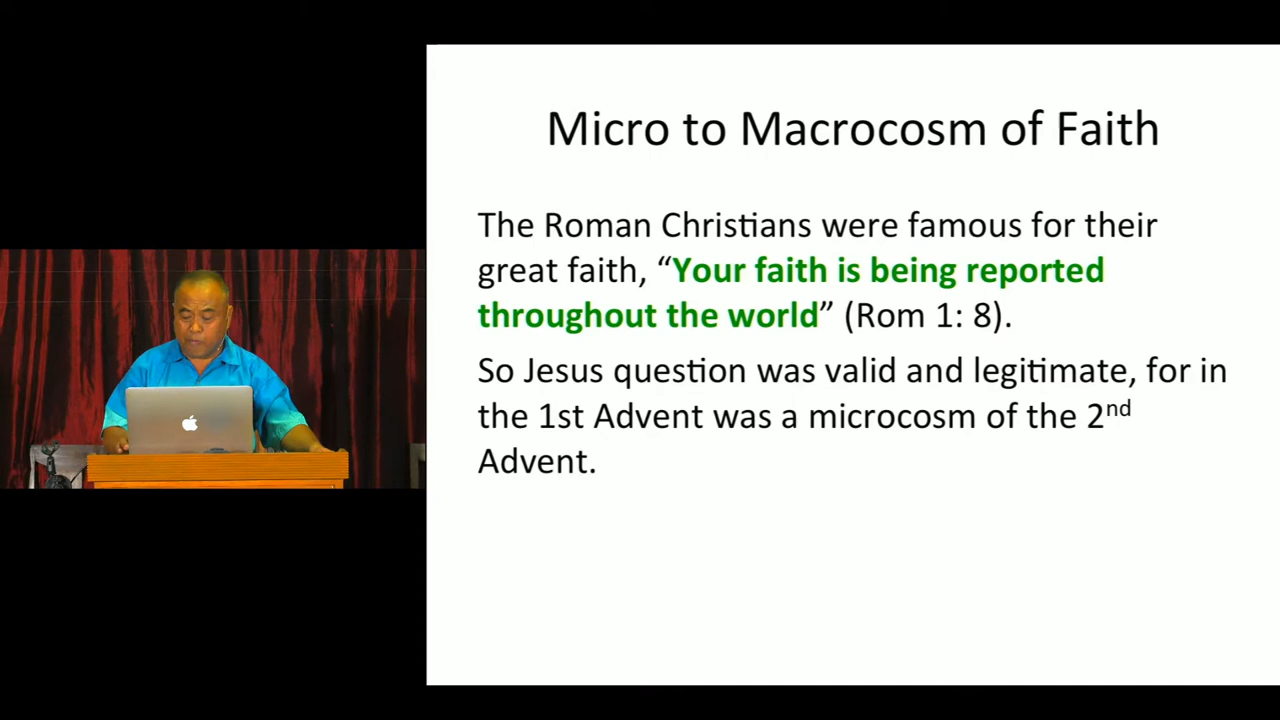 Micro to Macrocosm of Faith
The Roman Christians were famous for their
great faith, “Your faith is being reported
throughout the world” (Rom 1: 8).
So Jesus question was valid and legitimate, for in
the 1st Advent was a microcosm of the 2nd
Advent.